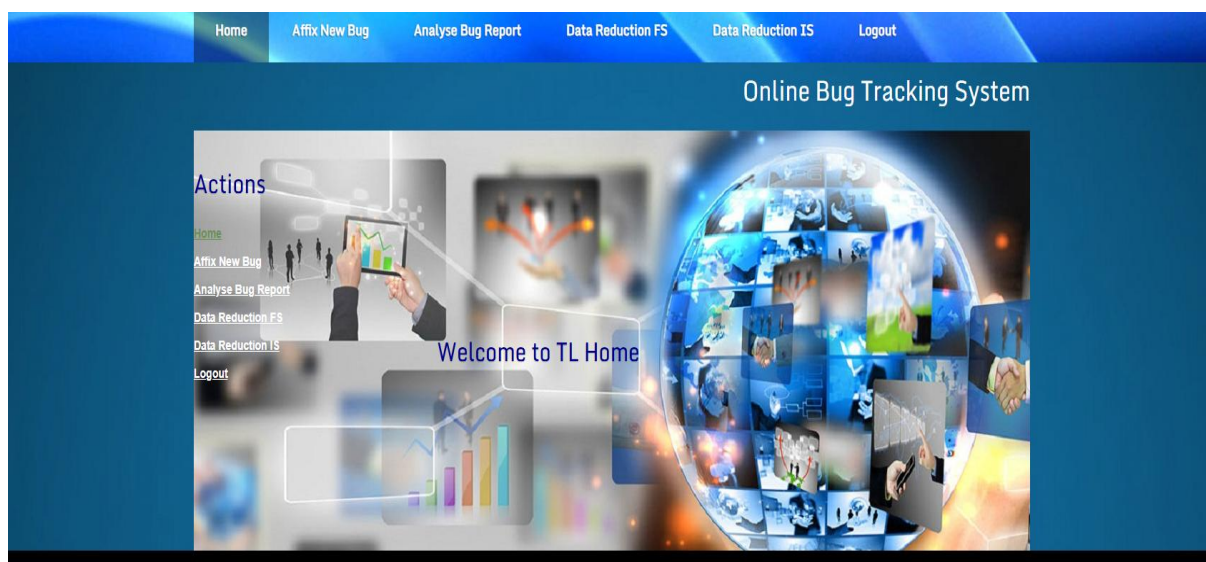 Home Affix New Bug Analyse Bug Report Data Reduction FS Data Reduction IS Logout
Online Bug Tracking System
Actions
Home
Affix New Bug
Analyse Bug Report
Data Reduction FS
Data Reduction IS
Logout
Welcome to TL Home